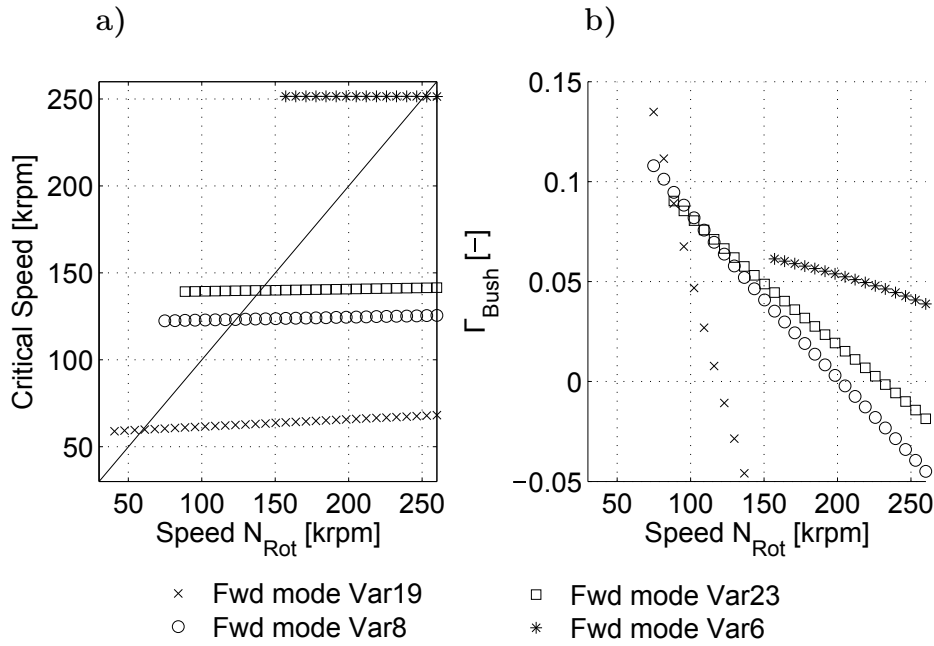 a)
b)
Critical Speed [krpm]
250
200
150
100
50
50 100 150 200 250
Speed N_Rot [krpm]
Γ_Bush [−]
0.15
0.1
0.05
0
−0.05
50 100 150 200 250
Speed N_Rot [krpm]
Fwd mode Var19
Fwd mode Var8
Fwd mode Var23
Fwd mode Var6